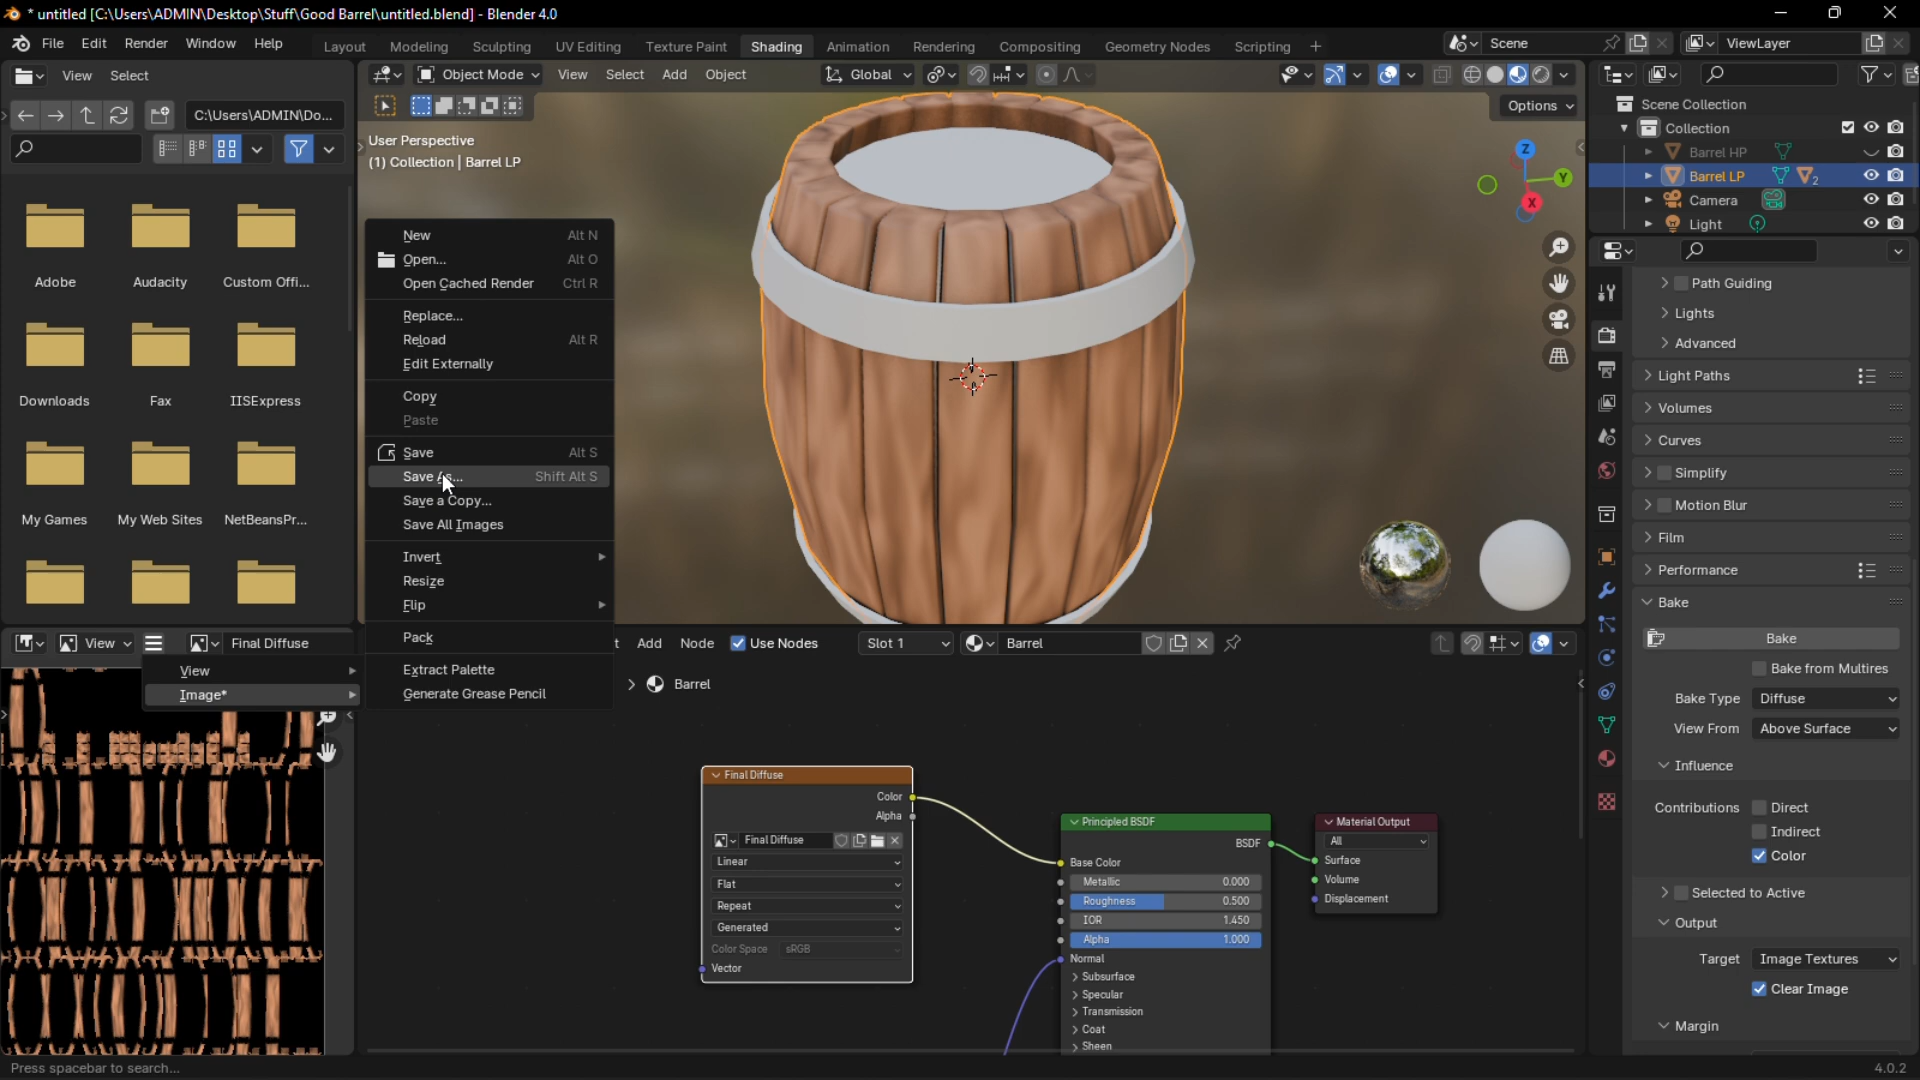 * untitled [C:\Users\ADMIN\Desktop\Stuff\Good Barrel\untitled.blend] - Blender 4.0
File Edit Render Window Help
Layout Modeling Sculpting UV Editing Texture Paint Shading Animation Rendering Compositing Geometry Nodes Scripting +
Scene
ViewLayer
View Select
C:\Users\ADMIN\Do...
Adobe Audacity Custom Offi...
Downloads Fax IISExpress
My Games My Web Sites NetBeansPr...
Object Mode View Select Add Object
Global
Options
User Perspective
(1) Collection | Barrel LP
Z
Y
X
New Alt N
Open... Alt O
Open Cached Render Ctrl R
Replace...
Reload Alt R
Edit Externally
Copy
Paste
Save Alt S
Save As... Shift Alt S
Save a Copy...
Save All Images
Invert
Resize
Flip
Pack
Extract Palette
Generate Grease Pencil
View
Final Diffuse
View
Image*
Add Node Use Nodes Slot 1 Barrel
Barrel
Final Diffuse
Color
Alpha
Final Diffuse
Linear
Flat
Repeat
Generated
Color Space sRGB
Vector
Principled BSDF
BSDF
Base Color
Metallic 0.000
Roughness 0.500
IOR 1.450
Alpha 1.000
Normal
Subsurface
Specular
Transmission
Coat
Sheen
Material Output
All
Surface
Volume
Displacement
Scene Collection
Collection
Barrel HP
Barrel LP 2
Camera
Light
Path Guiding
Lights
Advanced
Light Paths
Volumes
Curves
Simplify
Motion Blur
Film
Performance
Bake
Bake
Bake from Multires
Bake Type Diffuse
View From Above Surface
Influence
Contributions Direct
Indirect
Color
Selected to Active
Output
Target Image Textures
Clear Image
Margin
Press spacebar to search...
4.0.2